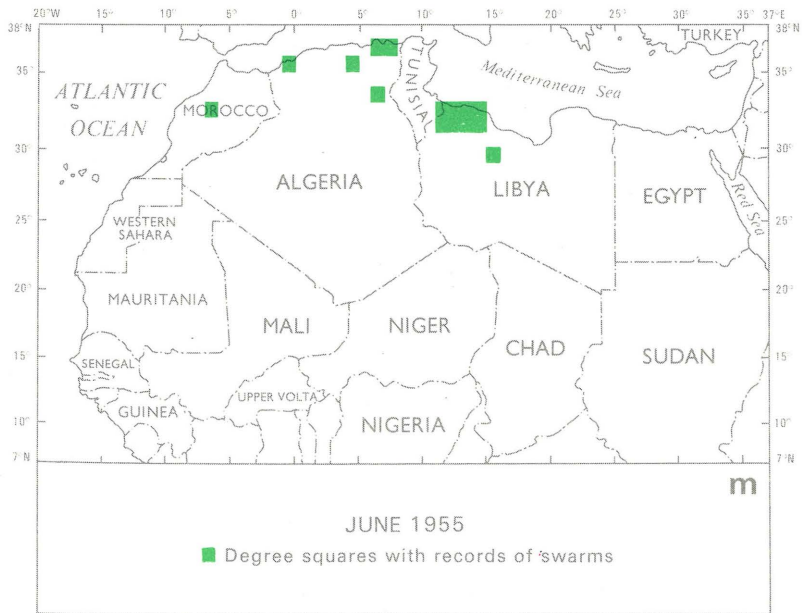 20°W 15° 10° 5° 0° 5° 10° 15° 20° 25° 30° 35° 37°E
38°N 38°N
TURKEY
35° 35°
Mediterranean Sea
ATLANTIC
OCEAN
MOROCCO
TUNISIA
30° 30°
ALGERIA
LIBYA
EGYPT
Red Sea
25° 25°
WESTERN
SAHARA
20° 20°
MAURITANIA
MALI
NIGER
CHAD
SUDAN
15° 15°
SENEGAL
UPPER VOLTA
GUINEA
NIGERIA
10° 10°
7°N 7°N
m
JUNE 1955
Degree squares with records of swarms